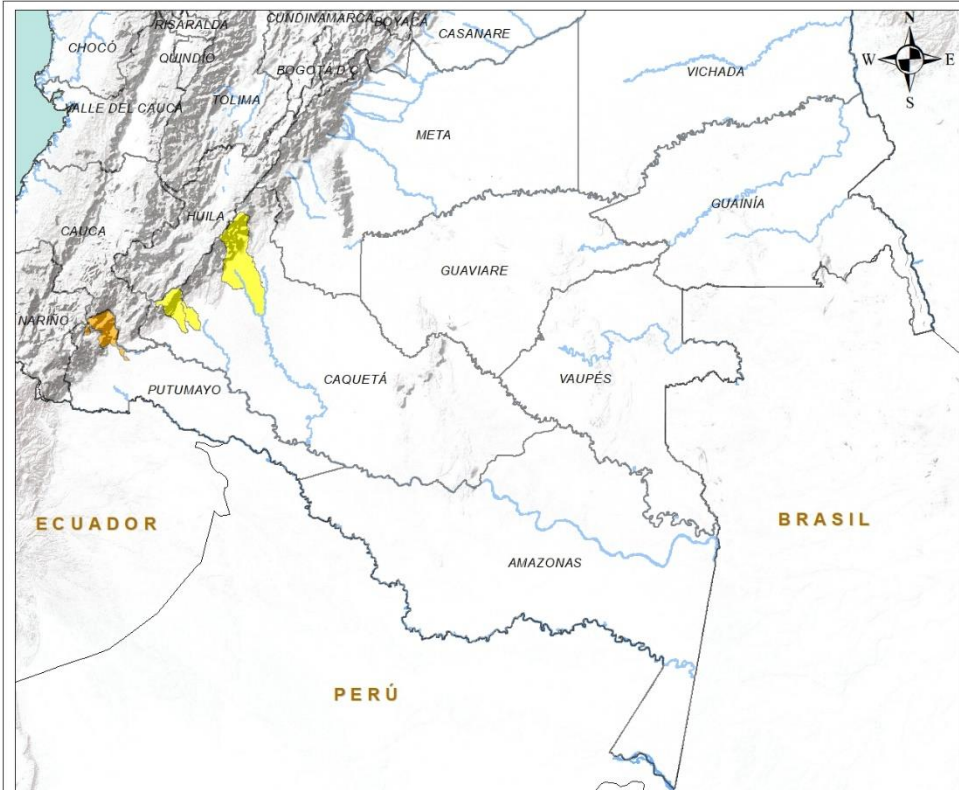 RISARALDA
CUNDINAMARCA
BOYACÁ
CASANARE
N
CHOCÓ
QUINDÍO
BOGOTÁ D.C.
W
E
S
VICHADA
VALLE DEL CAUCA
TOLIMA
META
HUILA
GUAINÍA
CAUCA
GUAVIARE
NARIÑO
PUTUMAYO
CAQUETÁ
VAUPÉS
ECUADOR
BRASIL
AMAZONAS
PERÚ